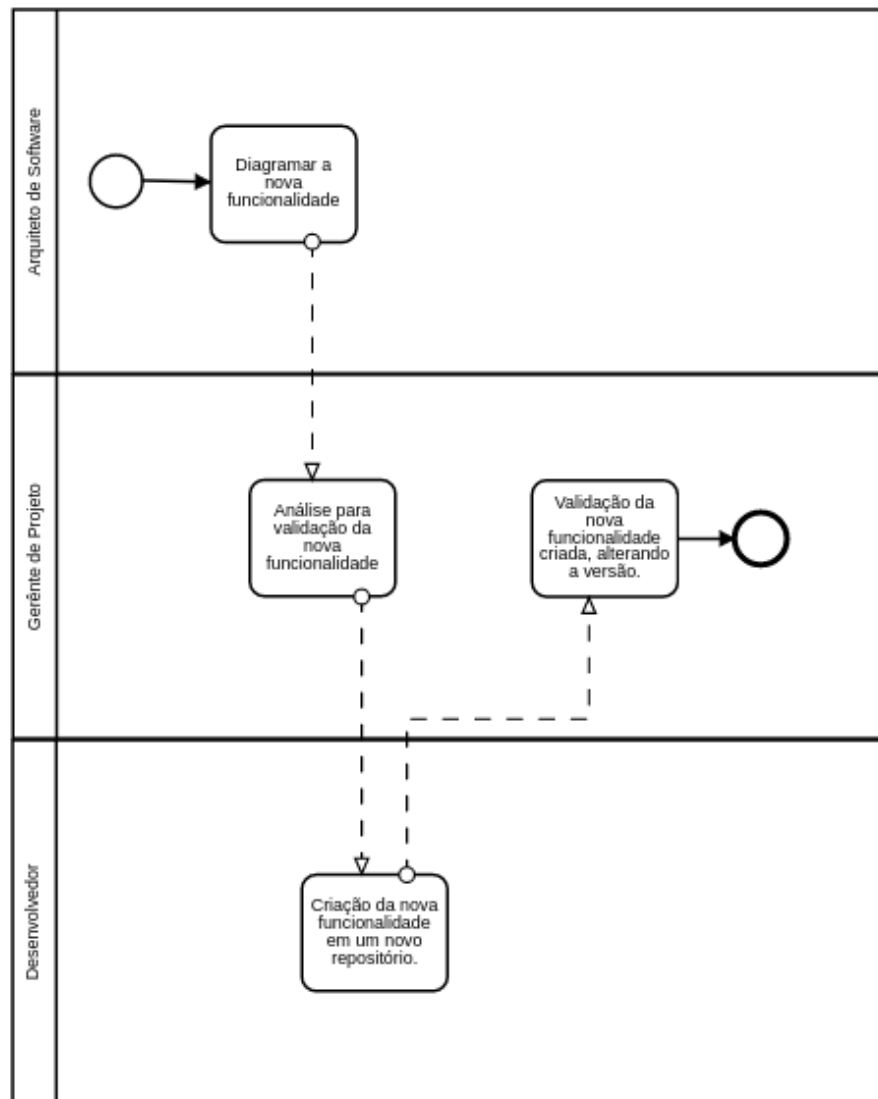 Arquiteto de Software
Diagramar a
nova
funcionalidade
Gerênte de Projeto
Análise para
validação da
nova
funcionalidade
Validação da
nova
funcionalidade
criada, alterando
a versão.
Desenvolvedor
Criação da nova
funcionalidade
em um novo
repositório.